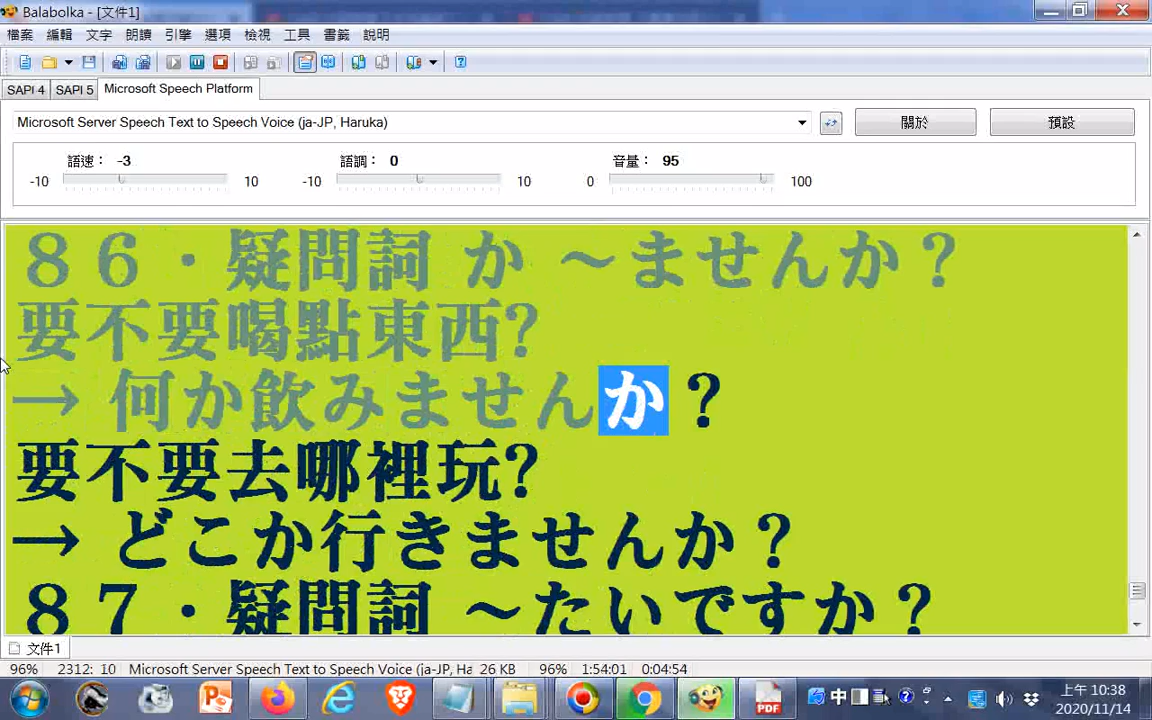 Balabolka - [文件1]
檔案 編輯 文字 朗讀 引擎 選項 檢視 工具 書籤 說明
SAPI 4 SAPI 5 Microsoft Speech Platform
Microsoft Server Speech Text to Speech Voice (ja-JP, Haruka) 關於 預設
語速： -3 語調： 0 音量： 95
-10 10 -10 10 0 100
８６．疑問詞 か ～ませんか？
要不要喝點東西?
→ 何か飲みませんか？
要不要去哪裡玩?
→ どこか行きませんか？
８７．疑問詞 ～たいですか？
文件1
96% 2312: 10 Microsoft Server Speech Text to Speech Voice (ja-JP, Ha 26 KB 96% 1:54:01 0:04:54
中 上午 10:38
PDF 2020/11/14